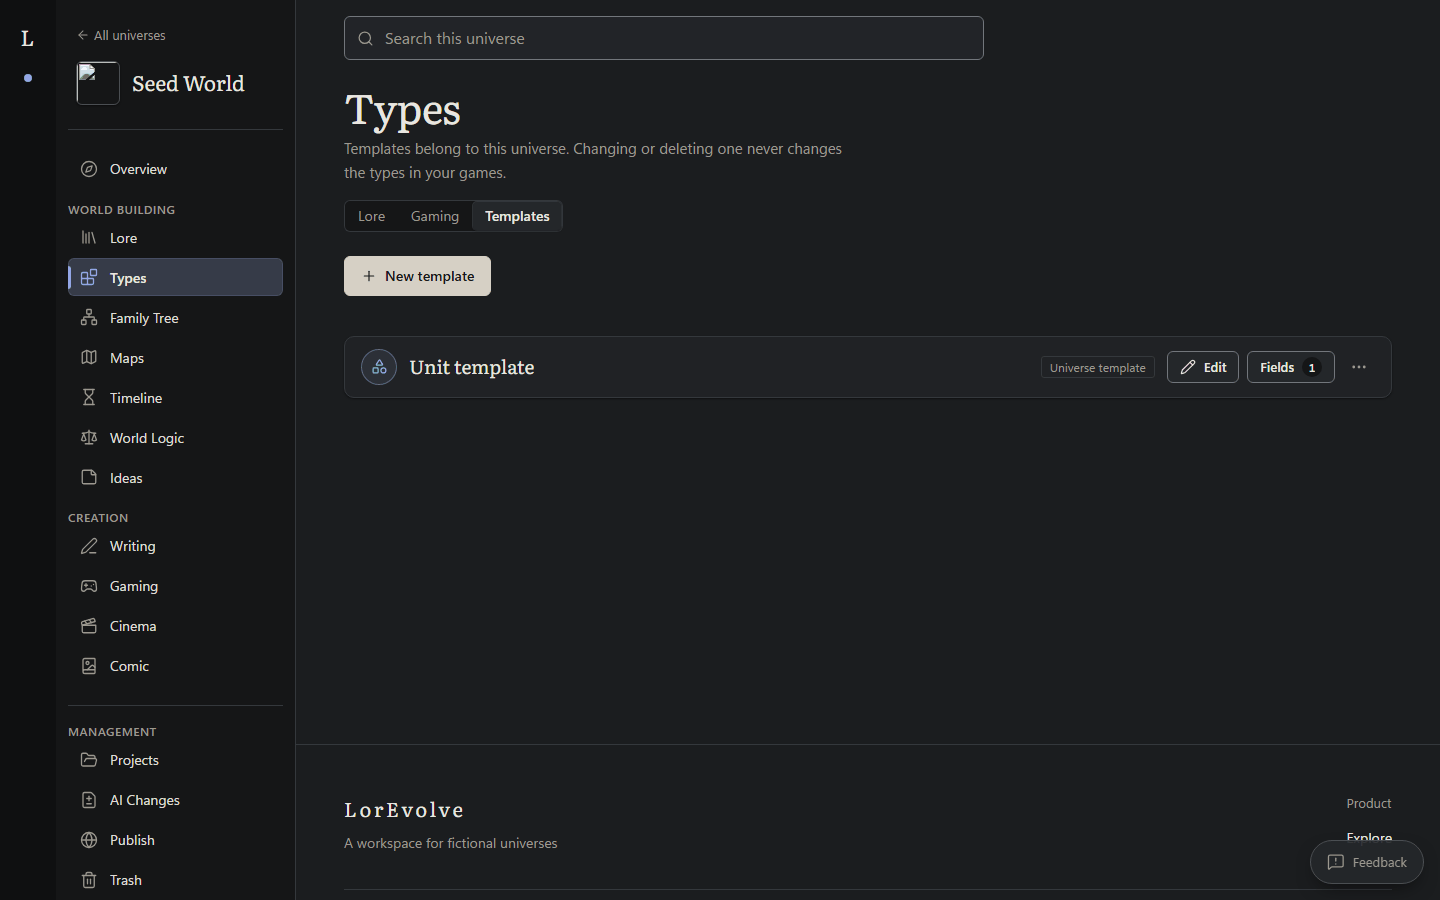 L
All universes
Seed World
Overview
WORLD BUILDING
Lore
Types
Family Tree
Maps
Timeline
World Logic
Ideas
CREATION
Writing
Gaming
Cinema
Comic
MANAGEMENT
Projects
AI Changes
Publish
Trash
Search this universe
Types
Templates belong to this universe. Changing or deleting one never changes
the types in your games.
Lore Gaming Templates
New template
Unit template
Universe template
Edit
Fields 1
LorEvolve
A workspace for fictional universes
Product
Explore
Feedback